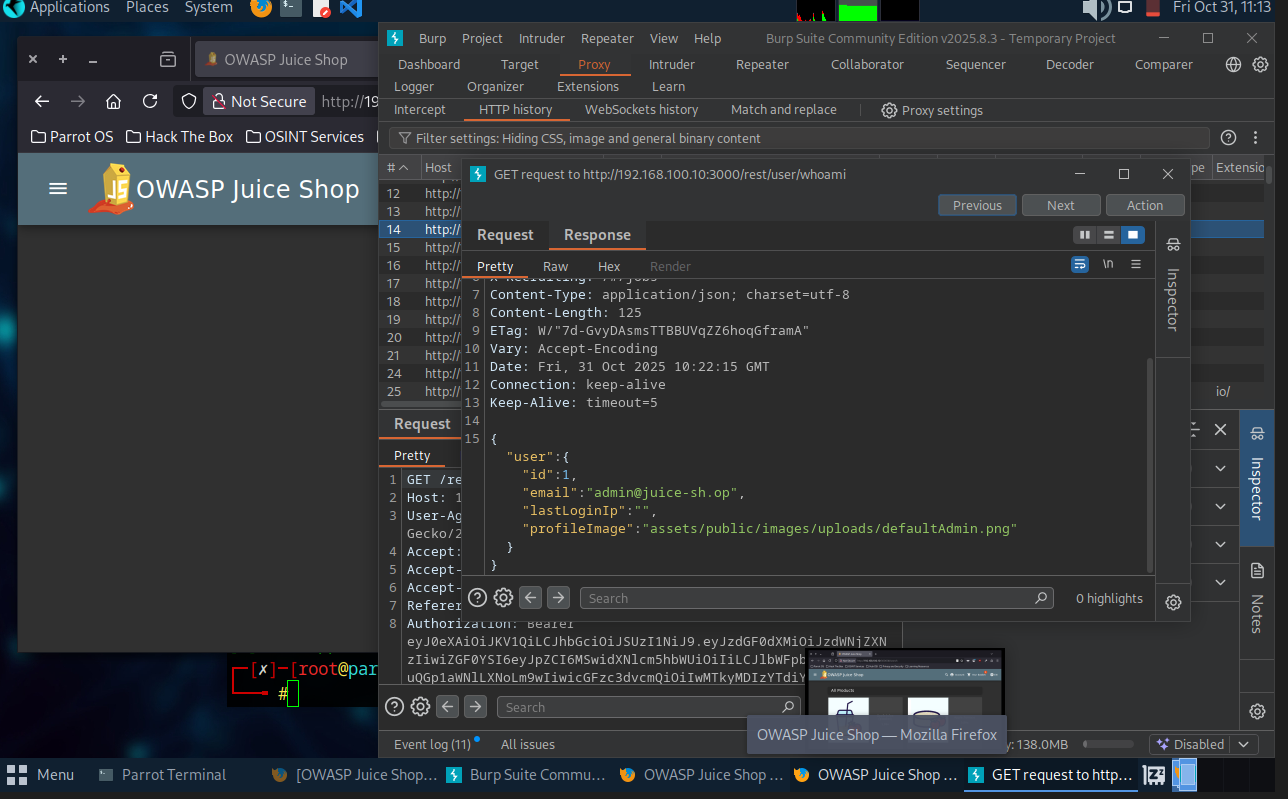 Applications Places System Fri Oct 31, 11:13
Burp Project Intruder Repeater View Help Burp Suite Community Edition v2025.8.3 - Temporary Project
Dashboard Target Proxy Intruder Repeater Collaborator Sequencer Decoder Comparer
Logger Organizer Extensions Learn
Intercept HTTP history WebSockets history Match and replace Proxy settings
Filter settings: Hiding CSS, image and general binary content
OWASP Juice Shop
Not Secure http://19
Parrot OS Hack The Box OSINT Services
JS OWASP Juice Shop
# Host pe Extensio
12 http://
13 http://
14 http://
15 http://
16 http://
17 http://
18 http://
19 http://
20 http://
21 http://
24 http://
25 http:// io/
GET request to http://192.168.100.10:3000/rest/user/whoami
Previous Next Action
Request Response
Pretty Raw Hex Render \n
Inspector
7 Content-Type: application/json; charset=utf-8
8 Content-Length: 125
9 ETag: W/"7d-GvyDAsmsTTBBUVqZZ6hoqGframA"
10 Vary: Accept-Encoding
11 Date: Fri, 31 Oct 2025 10:22:15 GMT
12 Connection: keep-alive
13 Keep-Alive: timeout=5
14
15 {
"user":{
"id":1,
"email":"admin@juice-sh.op",
"lastLoginIp":"",
"profileImage":"assets/public/images/uploads/defaultAdmin.png"
}
}
Search 0 highlights
Request
Pretty
1 GET /re
2 Host: 1
3 User-Ag
Gecko/2
4 Accept:
5 Accept-
6 Accept-
7 Referer
8 Authorization: Bearer
eyJ0eXAiOiJKV1QiLCJhbGciOiJSUzI1NiJ9.eyJzdGF0dXMiOiJzdWNjZXN
zIiwiZGF0YSI6eyJpZCI6MSwidXNlcm5hbWUiOiIiLCJlbWFpb
uQGp1aWNlLXNoLm9wIiwicGFzc3dvcmQiOiIwMTkyMDIzYTdiY
Inspector
Notes
Search
[✗]-[root@par
#
OWASP Juice Shop
All Products
OWASP Juice Shop — Mozilla Firefox
Event log (11) All issues y: 138.0MB Disabled
Menu Parrot Terminal [OWASP Juice Shop... Burp Suite Commu... OWASP Juice Shop ... OWASP Juice Shop ... GET request to http...